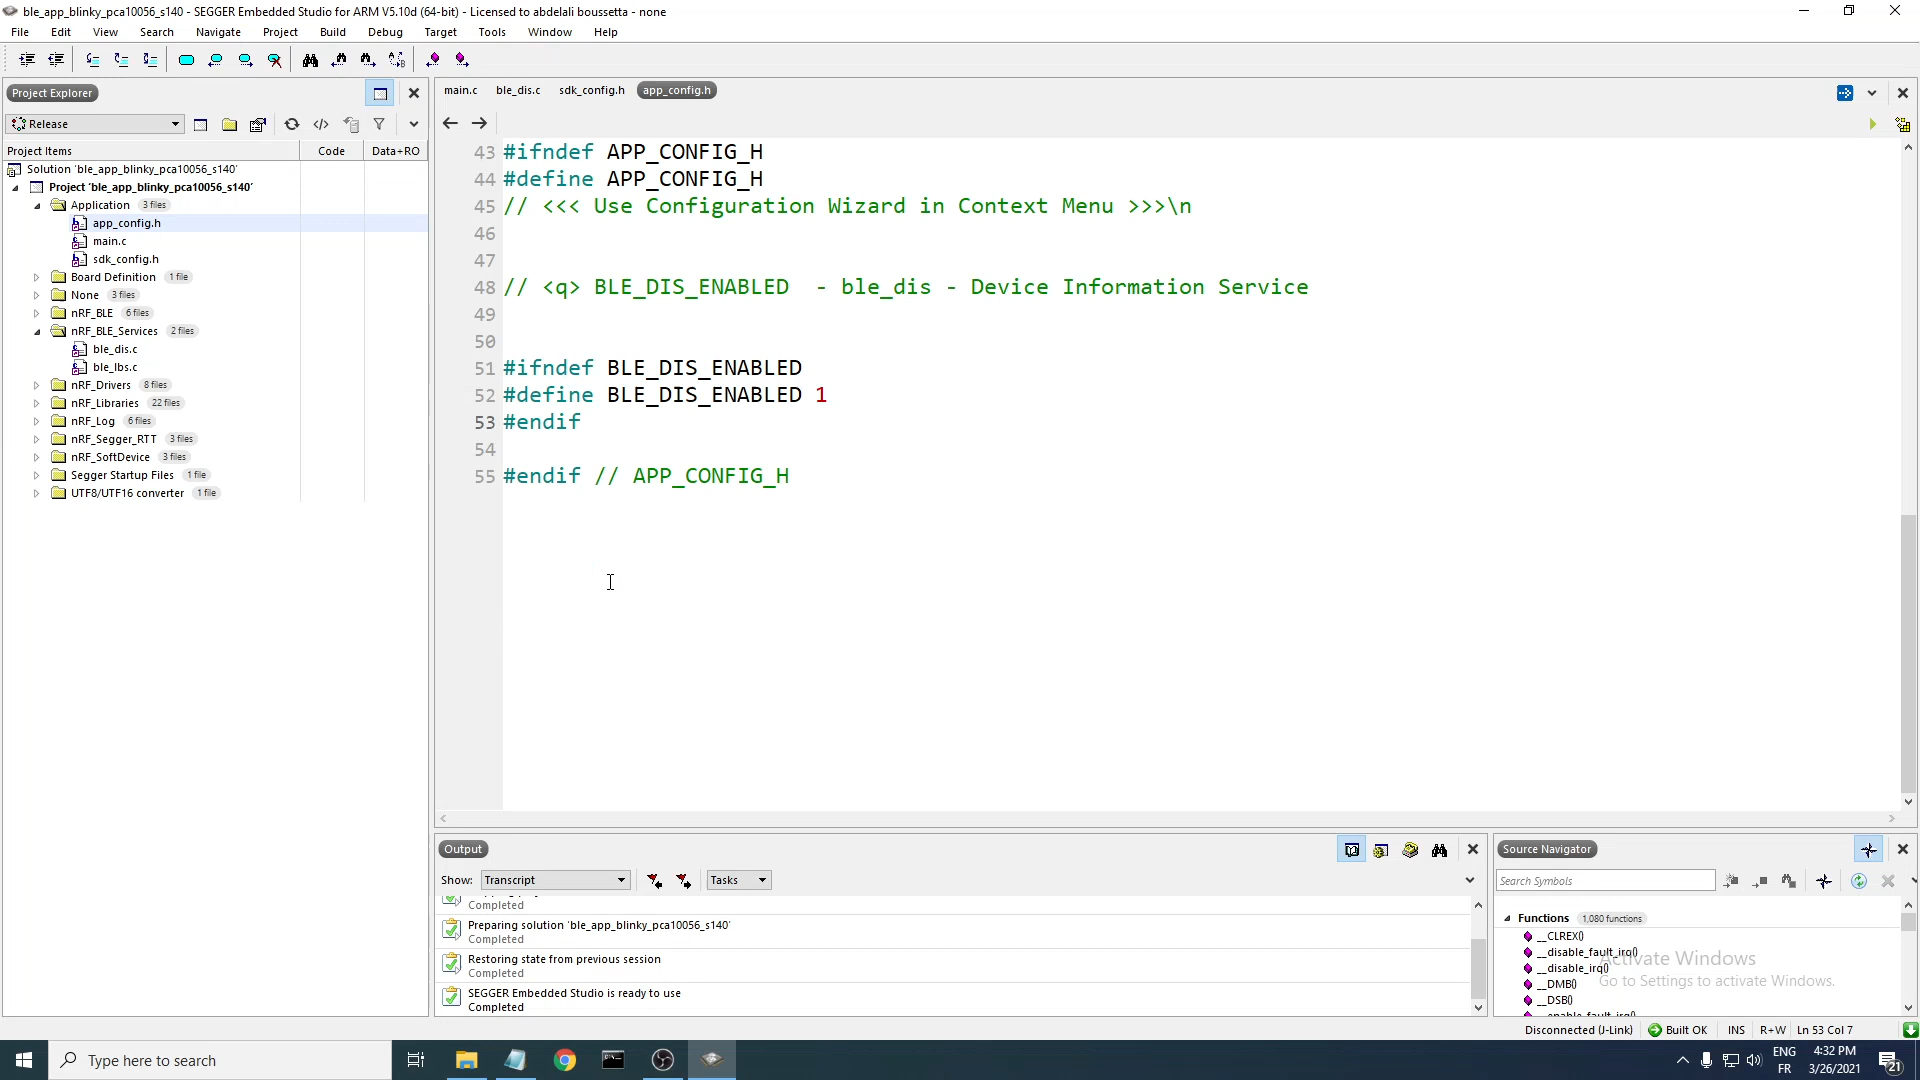 ble_app_blinky_pca10056_s140 - SEGGER Embedded Studio for ARM V5.10d (64-bit) - Licensed to abdelali boussetta - none
File Edit View Search Navigate Project Build Debug Target Tools Window Help
Project Explorer
Release
Project Items Code Data+RO
Solution 'ble_app_blinky_pca10056_s140'
Project 'ble_app_blinky_pca10056_s140'
Application 3 files
app_config.h
main.c
sdk_config.h
Board Definition 1 file
None 3 files
nRF_BLE 6 files
nRF_BLE_Services 2 files
ble_dis.c
ble_lbs.c
nRF_Drivers 8 files
nRF_Libraries 22 files
nRF_Log 6 files
nRF_Segger_RTT 3 files
nRF_SoftDevice 3 files
Segger Startup Files 1 file
UTF8/UTF16 converter 1 file
main.c ble_dis.c sdk_config.h app_config.h
43 #ifndef APP_CONFIG_H
44 #define APP_CONFIG_H
45 // <<< Use Configuration Wizard in Context Menu >>>\n
46
47
48 // <q> BLE_DIS_ENABLED  - ble_dis - Device Information Service
49
50
51 #ifndef BLE_DIS_ENABLED
52 #define BLE_DIS_ENABLED 1
53 #endif
54
55 #endif // APP_CONFIG_H
Output
Show: Transcript Tasks
Completed
Preparing solution 'ble_app_blinky_pca10056_s140'
Completed
Restoring state from previous session
Completed
SEGGER Embedded Studio is ready to use
Completed
Source Navigator
Search Symbols
Functions 1,080 functions
__CLREX()
__disable_fault_irq()
__disable_irq()
__DMB()
__DSB()
Activate Windows
Go to Settings to activate Windows.
Disconnected (J-Link) Built OK INS R+W Ln 53 Col 7
Type here to search
ENG
FR
4:32 PM
3/26/2021
21